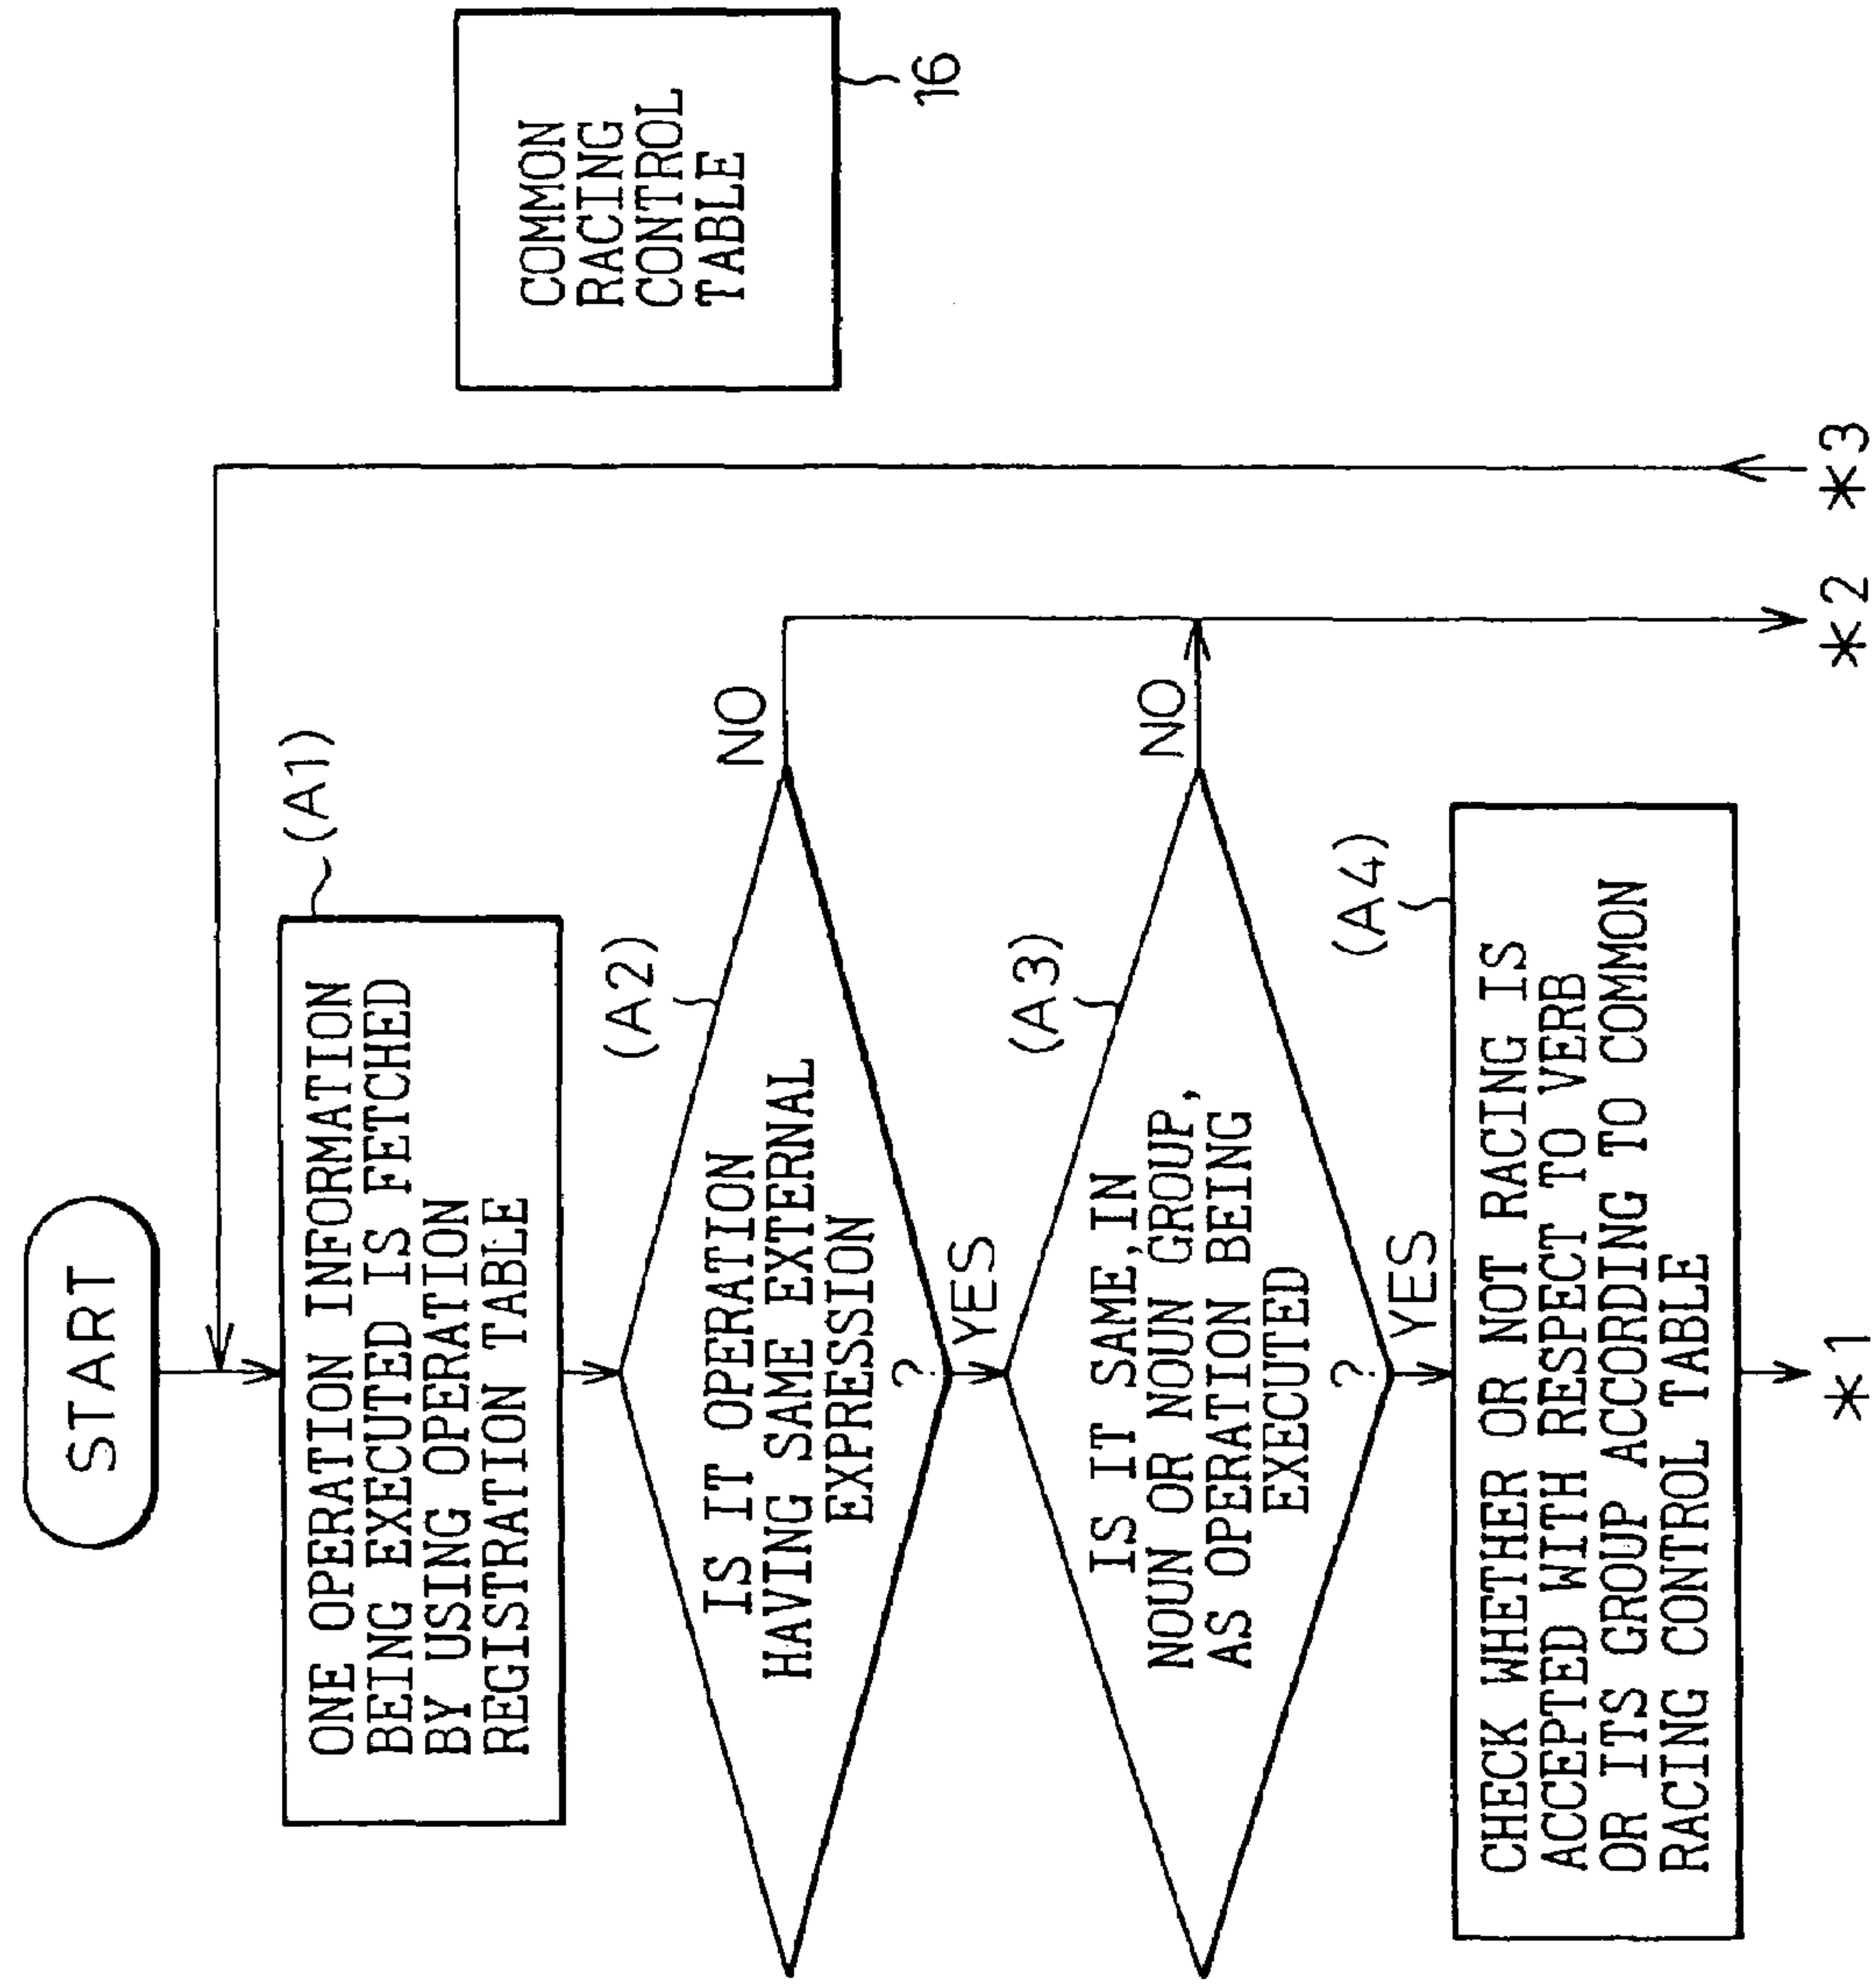 START
(A1)
ONE OPERATION INFORMATION
BEING EXECUTED IS FETCHED
BY USING OPERATION
REGISTRATION TABLE
(A2)
IS IT OPERATION
HAVING SAME EXTERNAL
EXPRESSION
?
NO
YES
(A3)
IS IT SAME,IN
NOUN OR NOUN GROUP,
AS OPERATION BEING
EXECUTED
?
NO
YES
(A4)
CHECK WHETHER OR NOT RACING IS
ACCEPTED WITH RESPECT TO VERB
OR ITS GROUP ACCORDING TO COMMON
RACING CONTROL TABLE
*1
*2
*3
COMMON
RACING
CONTROL
TABLE
16